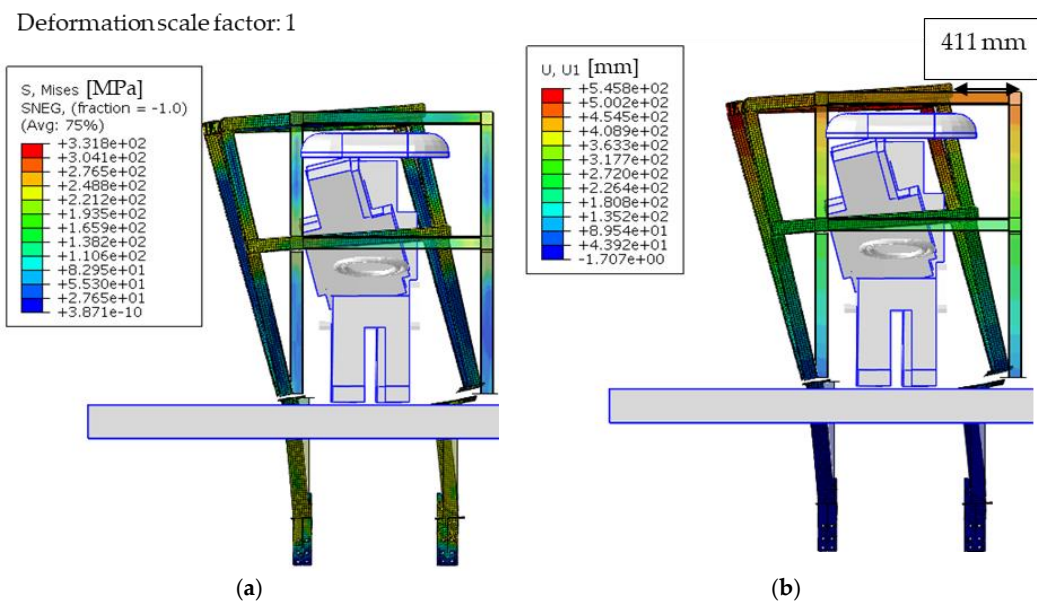 Deformation scale factor: 1
S, Mises [MPa]
SNEG, (fraction = -1.0)
(Avg: 75%)
+3.318e+02
+3.041e+02
+2.765e+02
+2.488e+02
+2.212e+02
+1.935e+02
+1.659e+02
+1.382e+02
+1.106e+02
+8.295e+01
+5.530e+01
+2.765e+01
+3.871e-10
U, U1 [mm]
+5.458e+02
+5.002e+02
+4.545e+02
+4.089e+02
+3.633e+02
+3.177e+02
+2.720e+02
+2.264e+02
+1.808e+02
+1.352e+02
+8.954e+01
+4.392e+01
-1.707e+00
411 mm
(a)
(b)